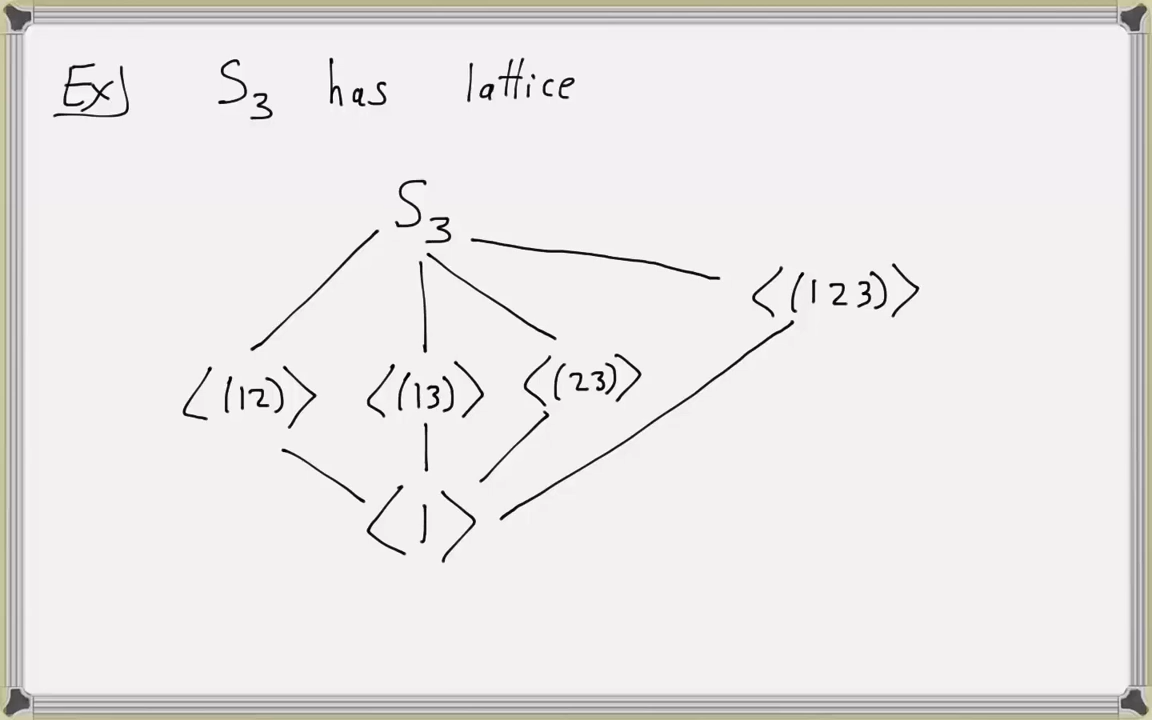 Ex) S₃ has lattice
S₃
⟨(123)⟩
⟨(12)⟩ ⟨(13)⟩ ⟨(23)⟩
⟨1⟩